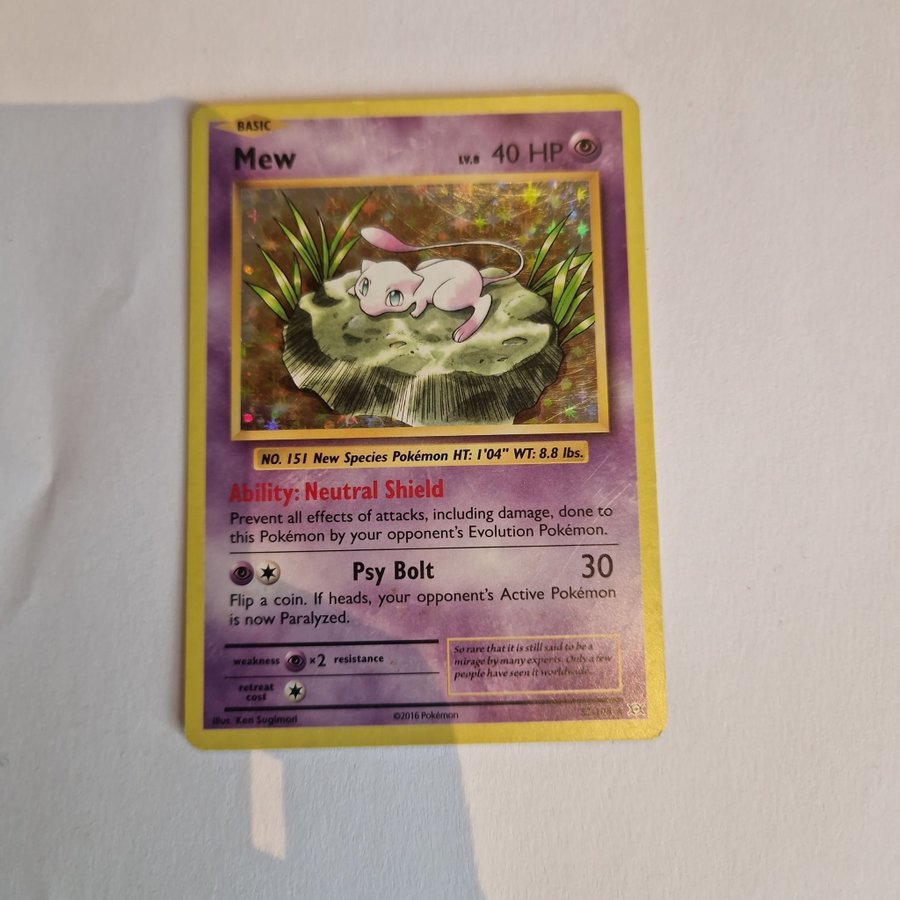 BASIC
Mew LV.8 40 HP
NO. 151 New Species Pokémon HT: 1'04" WT: 8.8 lbs.
Ability: Neutral Shield
Prevent all effects of attacks, including damage, done to
this Pokémon by your opponent's Evolution Pokémon.
Psy Bolt 30
Flip a coin. If heads, your opponent's Active Pokémon
is now Paralyzed.
weakness ×2 resistance
retreat
cost
So rare that it is still said to be a
mirage by many experts. Only a few
people have seen it worldwide.
Illus. Ken Sugimori ©2016 Pokémon